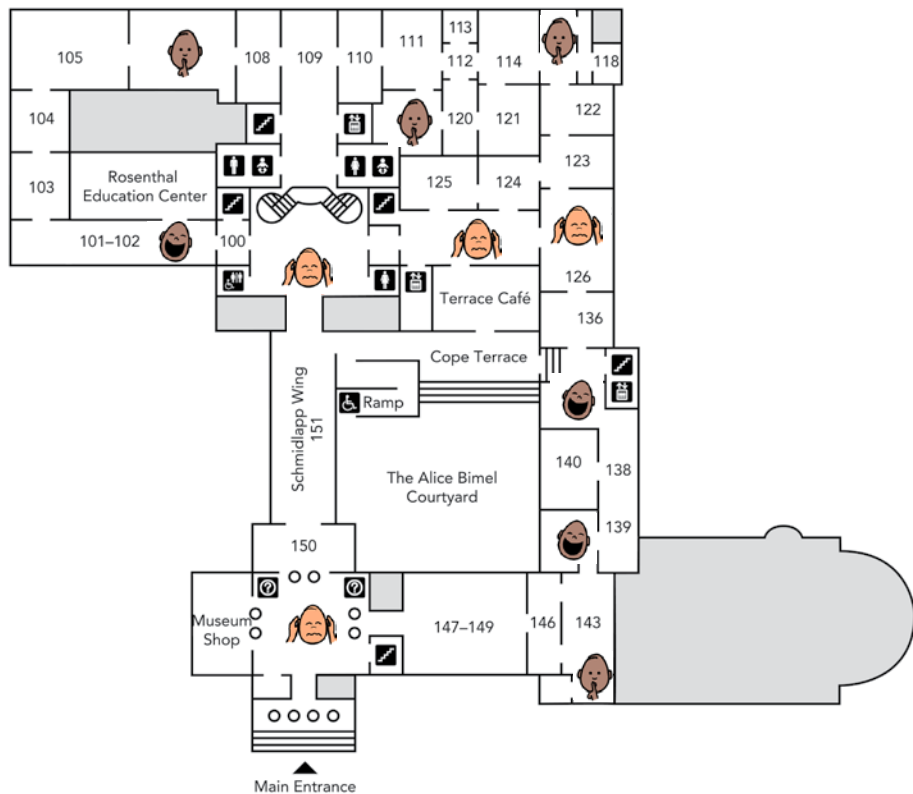 113
111
105
108
109
110
112
114
118
104
120
121
122
123
Rosenthal
Education Center
125
124
103
101–102
100
126
Terrace Café
136
Cope Terrace
Schmidlapp Wing
151
Ramp
140
138
The Alice Bimel
Courtyard
139
150
?
?
Museum
Shop
147–149
146
143
Main Entrance